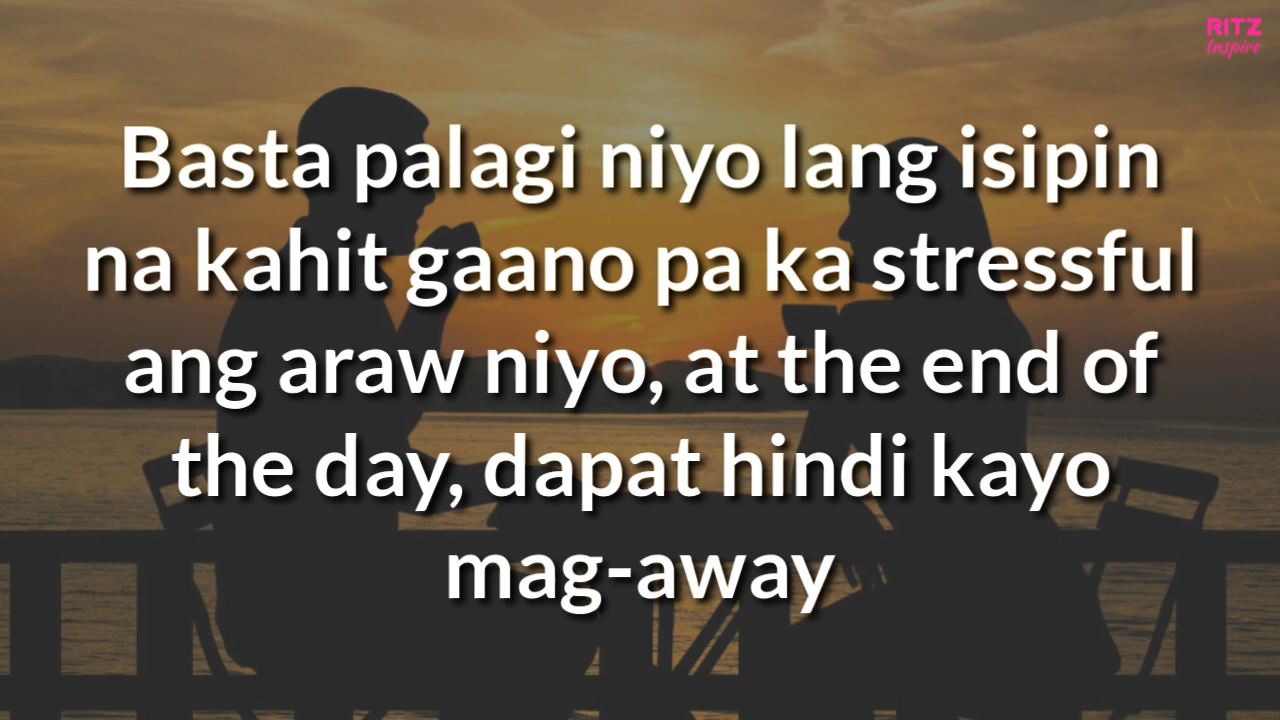 RITZ
Inspire
Basta palagi niyo lang isipin
na kahit gaano pa ka stressful
ang araw niyo, at the end of
the day, dapat hindi kayo
mag-away